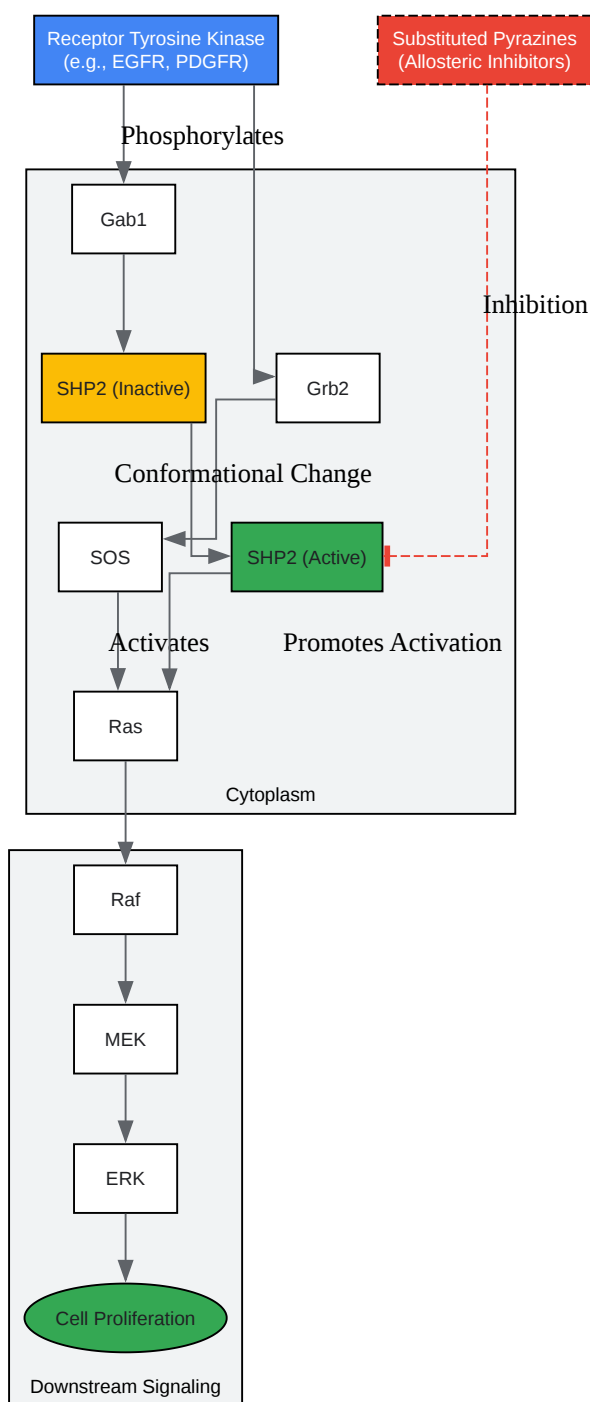 Receptor Tyrosine Kinase
(e.g., EGFR, PDGFR)
Substituted Pyrazines
(Allosteric Inhibitors)
Phosphorylates
Gab1
Inhibition
SHP2 (Inactive)
Grb2
Conformational Change
SOS
SHP2 (Active)
Activates
Promotes Activation
Ras
Cytoplasm
Raf
MEK
ERK
Cell Proliferation
Downstream Signaling